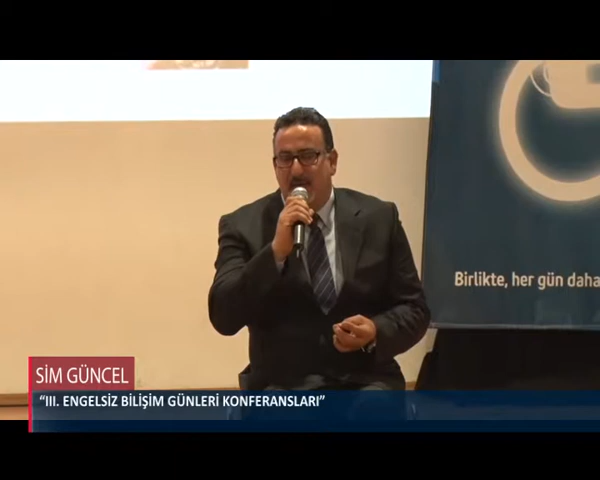 Birlikte, her gün daha
SİM GÜNCEL
“III. ENGELSİZ BİLİŞİM GÜNLERİ KONFERANSLARI”